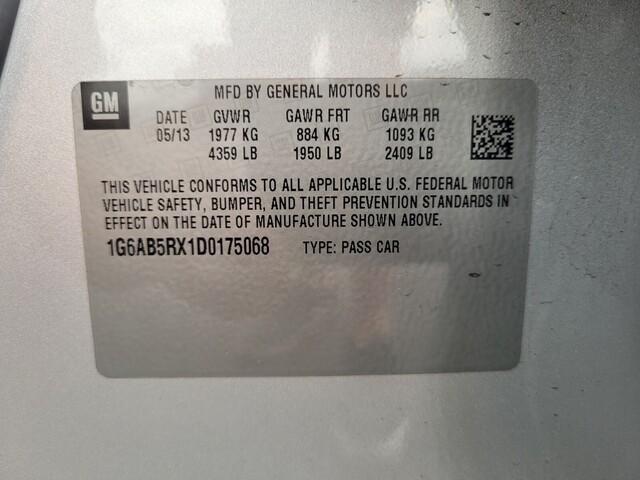 GM
MFD BY GENERAL MOTORS LLC
DATE GVWR GAWR FRT GAWR RR
05/13 1977 KG 884 KG 1093 KG
4359 LB 1950 LB 2409 LB
THIS VEHICLE CONFORMS TO ALL APPLICABLE U.S. FEDERAL MOTOR
VEHICLE SAFETY, BUMPER, AND THEFT PREVENTION STANDARDS IN
EFFECT ON THE DATE OF MANUFACTURE SHOWN ABOVE.
1G6AB5RX1D0175068 TYPE: PASS CAR